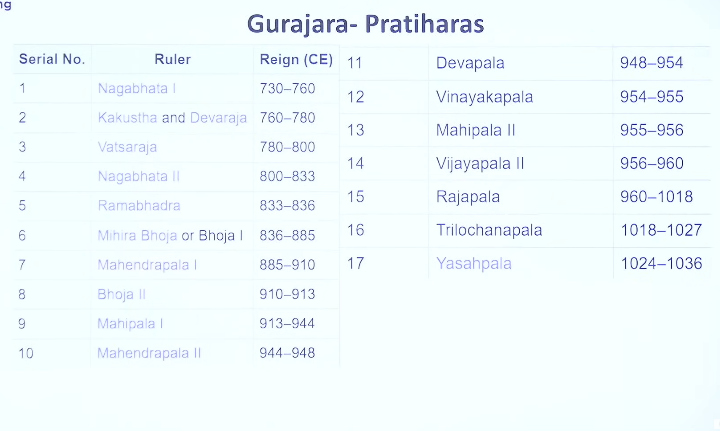 ng
Gurajara- Pratiharas
Serial No. Ruler Reign (CE)
1 Nagabhata I 730–760
2 Kakustha and Devaraja 760–780
3 Vatsaraja 780–800
4 Nagabhata II 800–833
5 Ramabhadra 833–836
6 Mihira Bhoja or Bhoja I 836–885
7 Mahendrapala I 885–910
8 Bhoja II 910–913
9 Mahipala I 913–944
10 Mahendrapala II 944–948
11 Devapala 948–954
12 Vinayakapala 954–955
13 Mahipala II 955–956
14 Vijayapala II 956–960
15 Rajapala 960–1018
16 Trilochanapala 1018–1027
17 Yasahpala 1024–1036